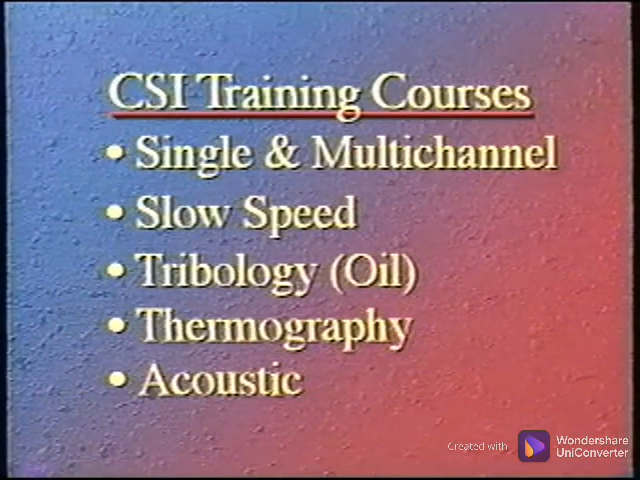 CSI Training Courses
• Single & Multichannel
• Slow Speed
• Tribology (Oil)
• Thermography
• Acoustic
Created with Wondershare
UniConverter